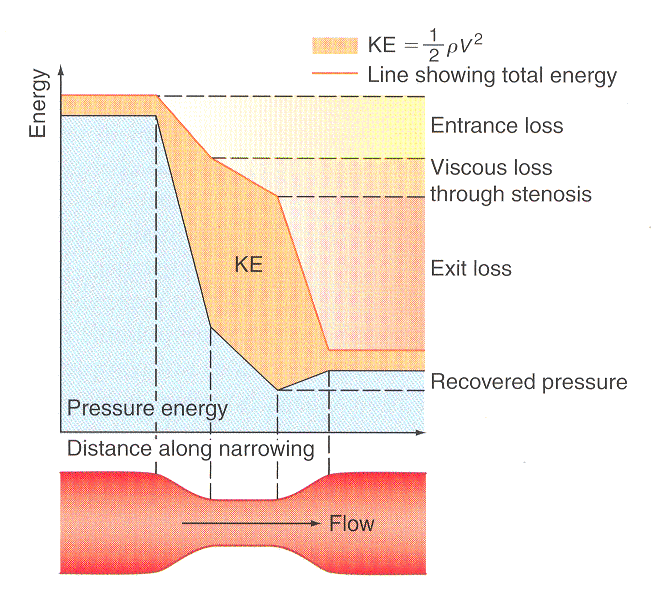 KE = 1/2 ρV²
Line showing total energy
Energy
Entrance loss
Viscous loss
through stenosis
KE
Exit loss
Recovered pressure
Pressure energy
Distance along narrowing
Flow